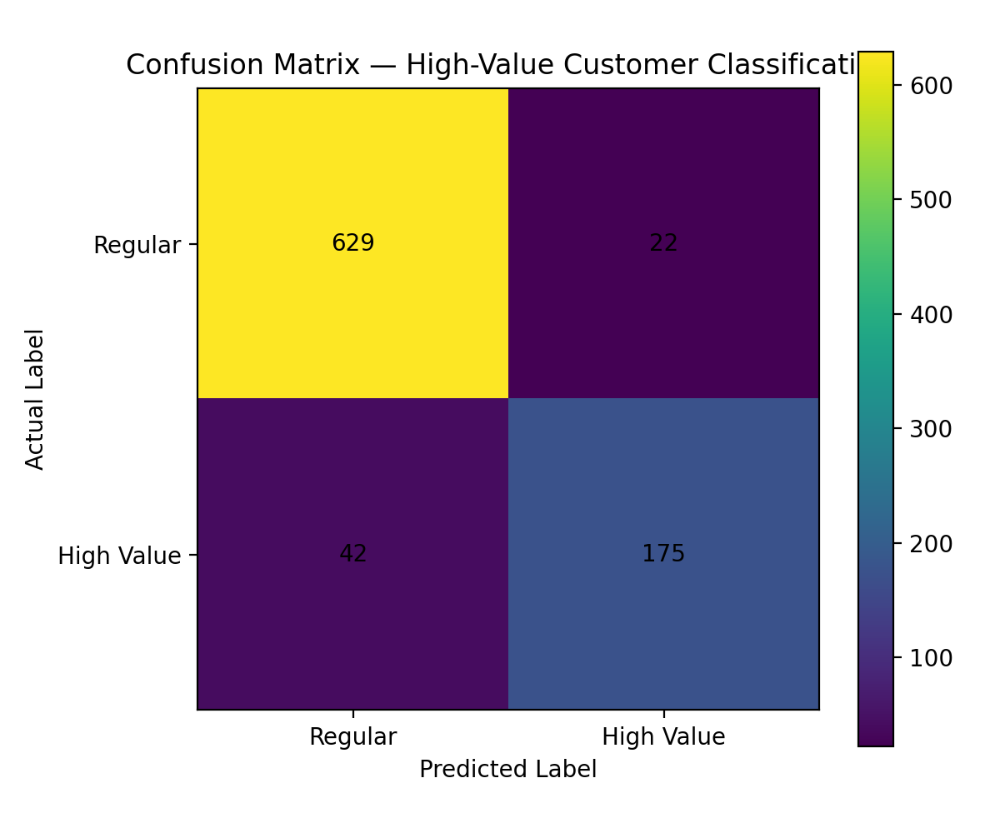 Confusion Matrix — High-Value Customer Classificati
600
500
400
300
200
100
Regular
629
22
High Value
42
175
Actual Label
Regular
High Value
Predicted Label